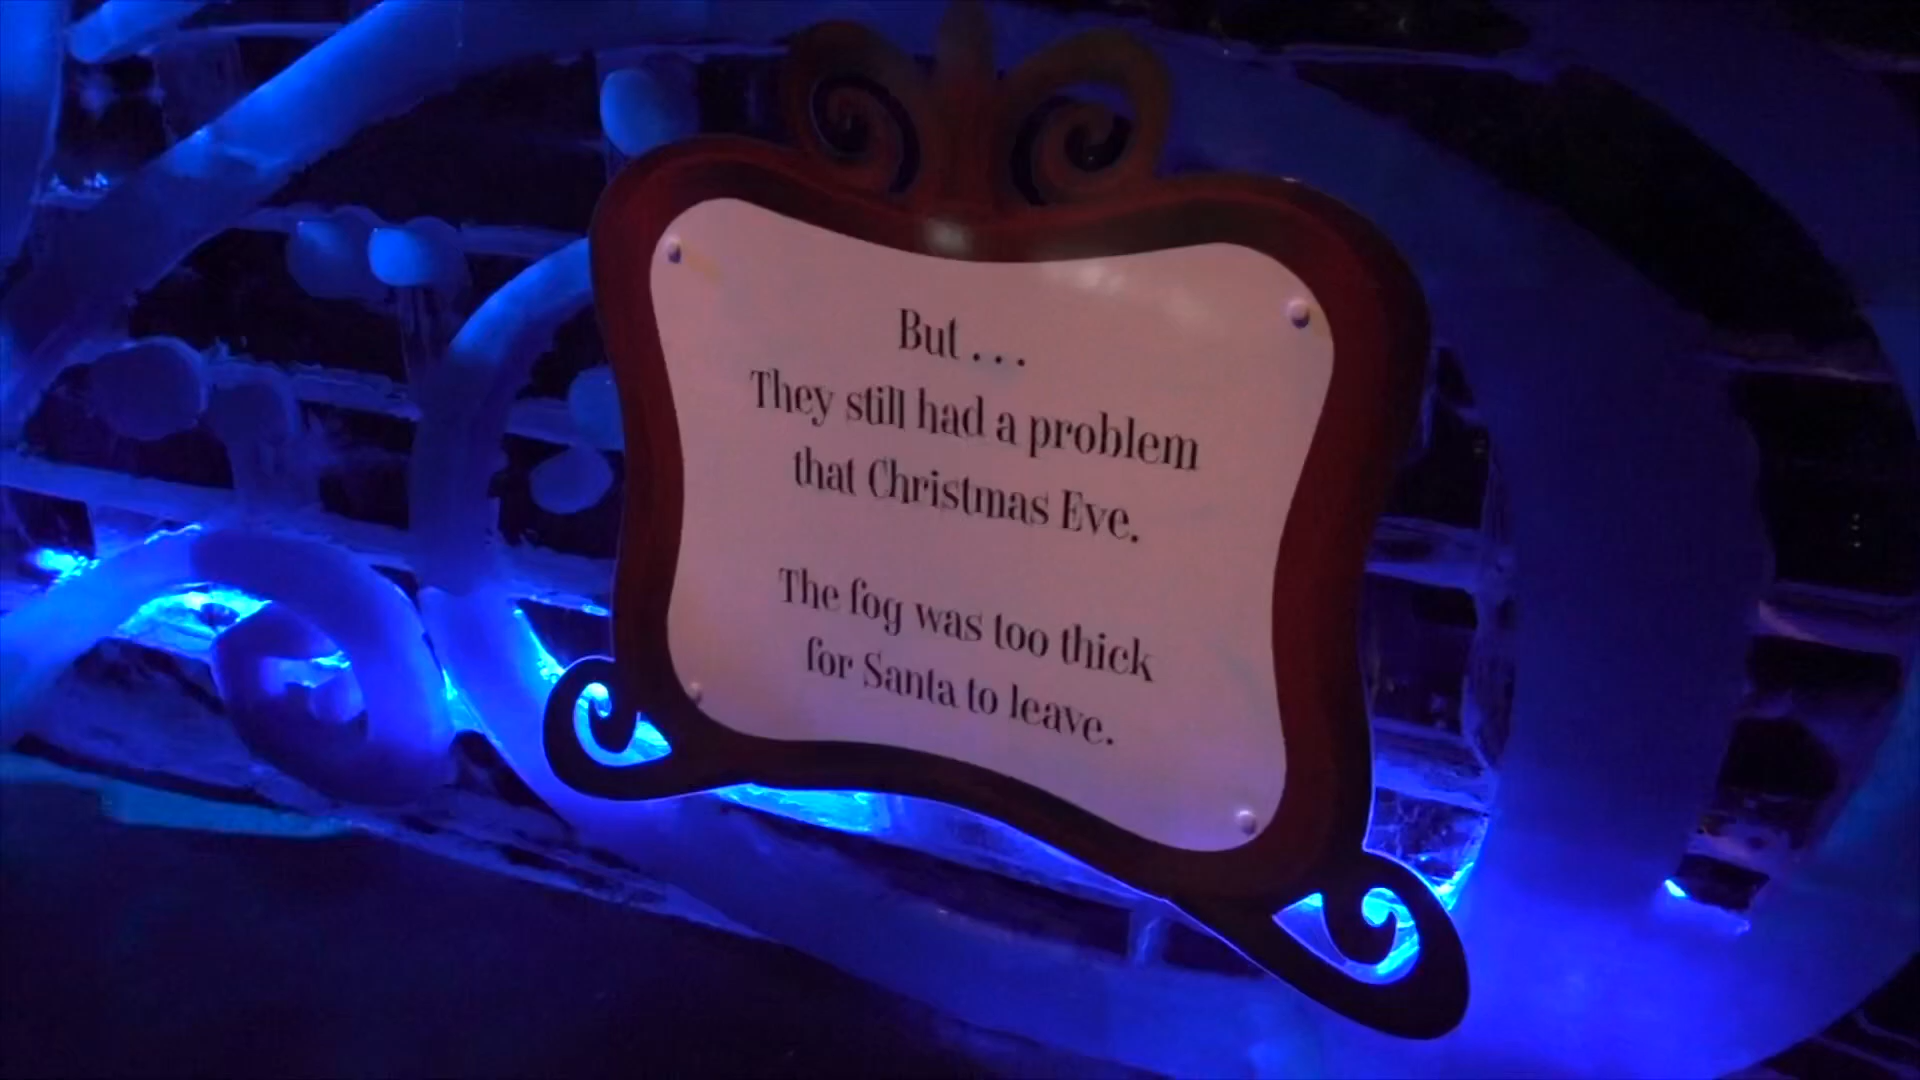 But . . .
They still had a problem
that Christmas Eve.
The fog was too thick
for Santa to leave.